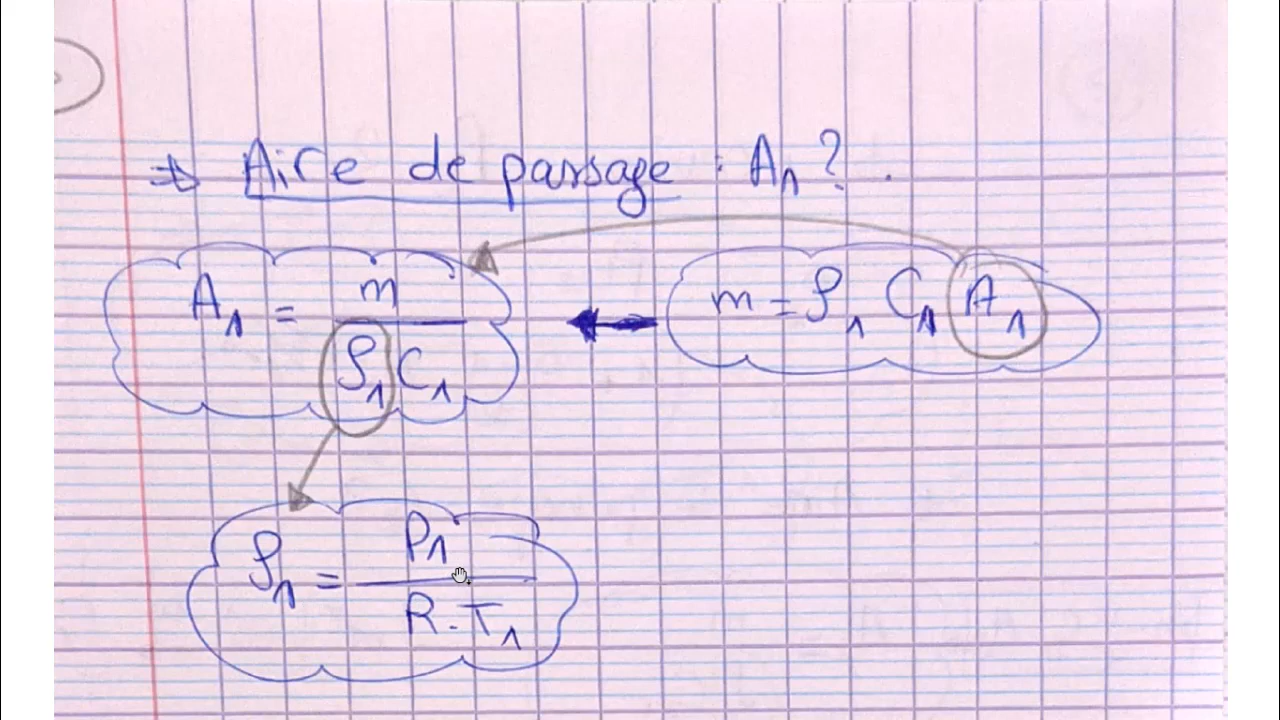 ⇒ Aire de passage : A₁ ? .
A₁ = m / (ρ₁ C₁) ← m = ρ₁ C₁ A₁
ρ₁ = P₁ / (R . T₁)